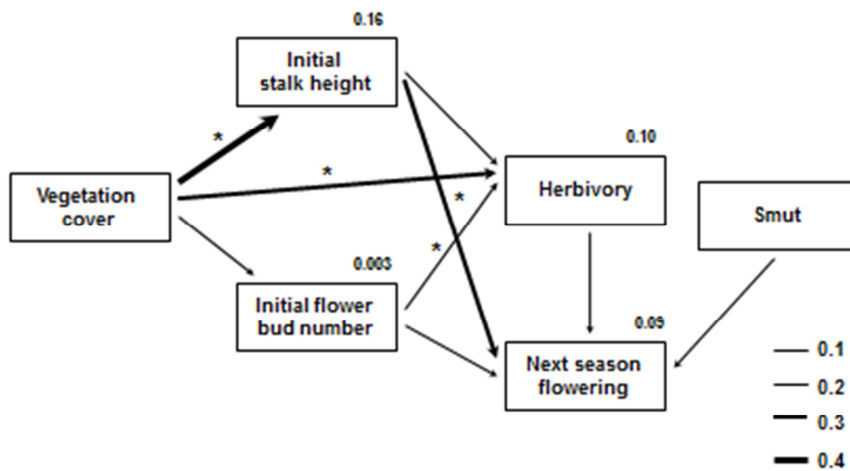 0.16
Initial
stalk height
*
*
0.10
Vegetation
cover
Herbivory
*
Smut
*
0.003
Initial flower
bud number
0.09
Next season
flowering
0.1
0.2
0.3
0.4